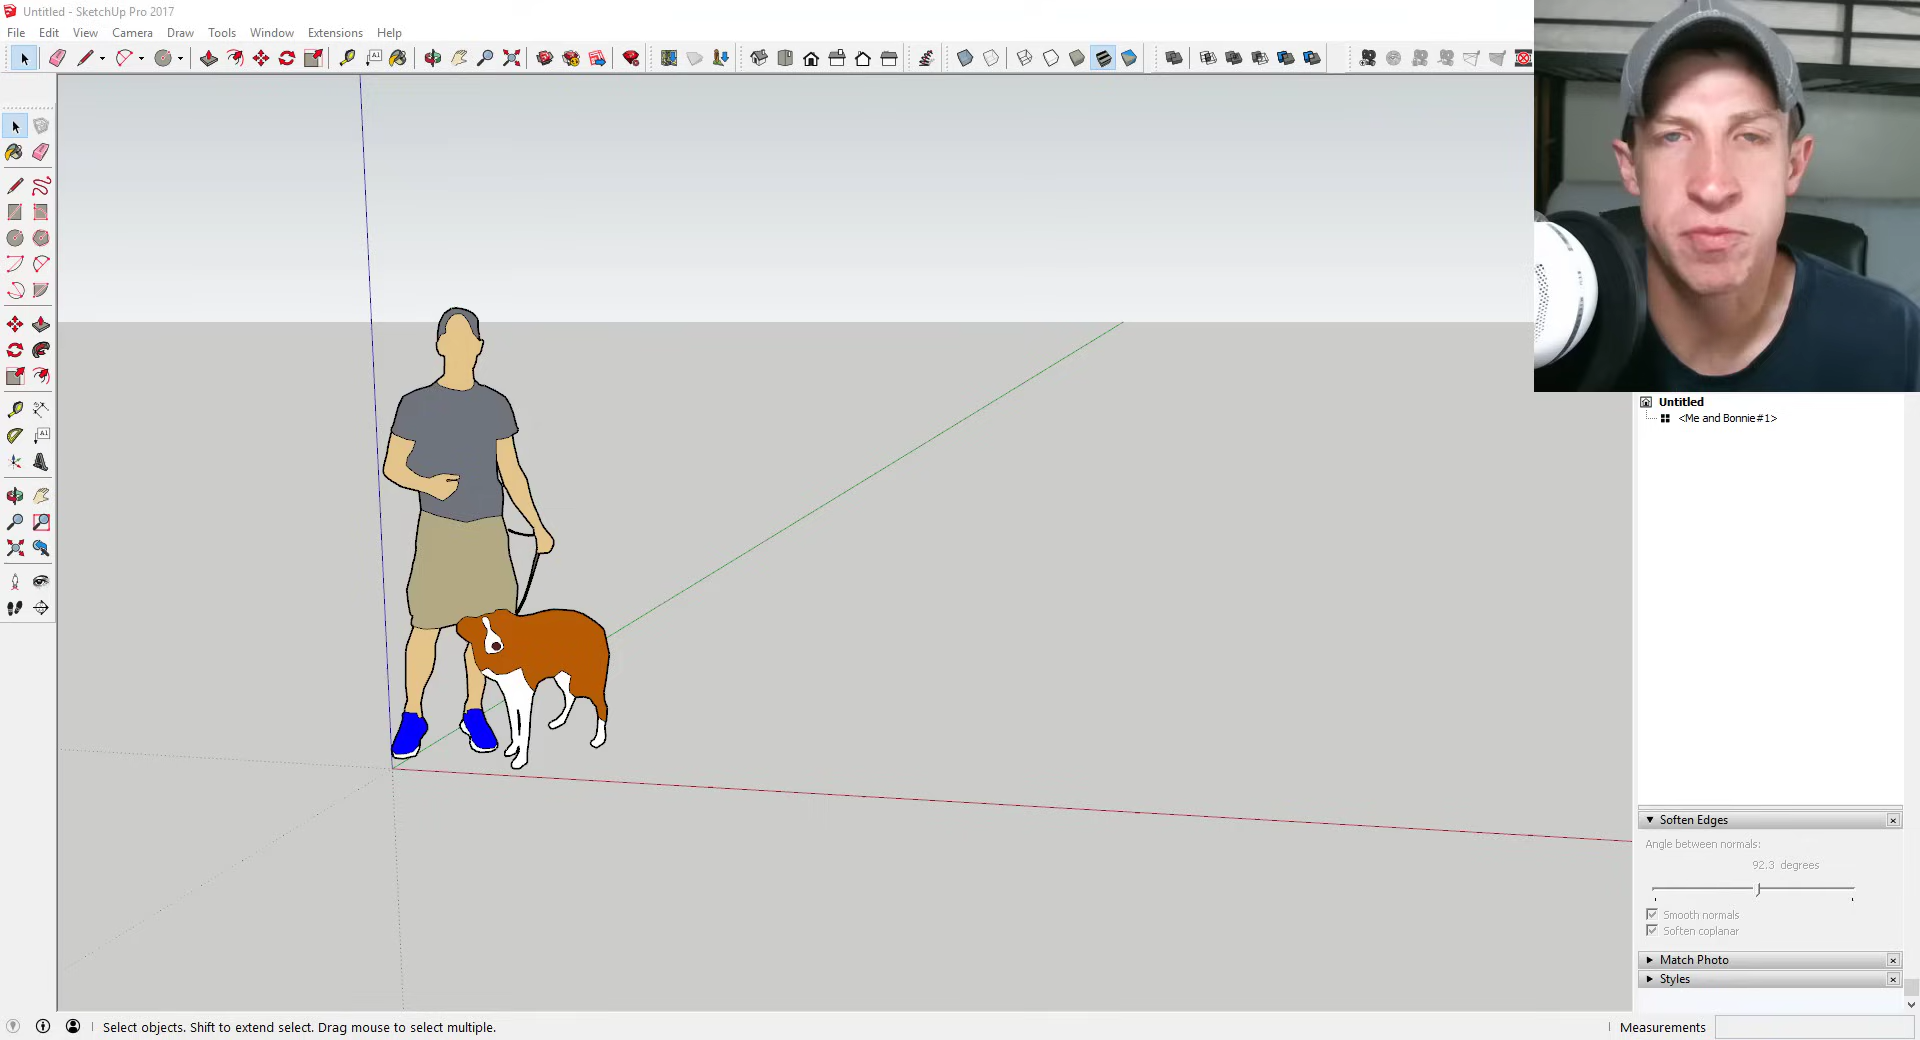 Untitled - SketchUp Pro 2017
File Edit View Camera Draw Tools Window Extensions Help
Untitled
<Me and Bonnie#1>
Soften Edges
Angle between normals:
92.3 degrees
Smooth normals
Soften coplanar
Match Photo
Styles
Select objects. Shift to extend select. Drag mouse to select multiple.
Measurements